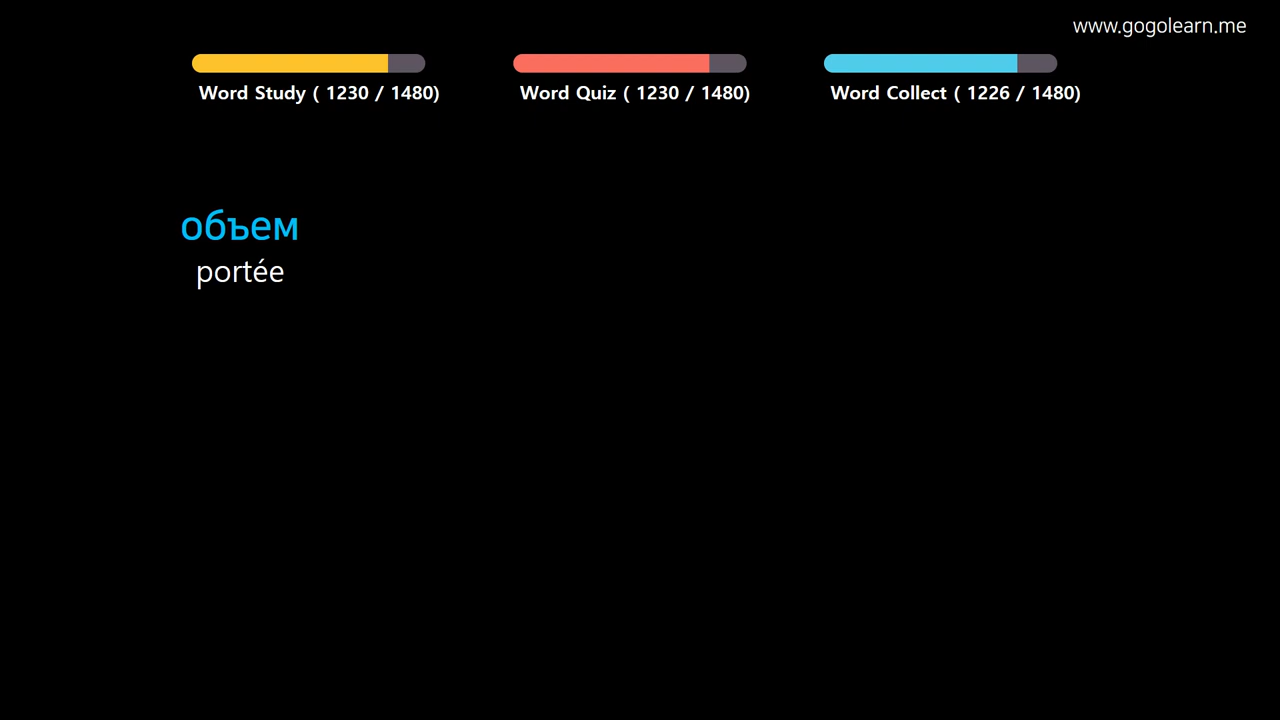 www.gogolearn.me
Word Study ( 1230 / 1480)
Word Quiz ( 1230 / 1480)
Word Collect ( 1226 / 1480)
объем
portée